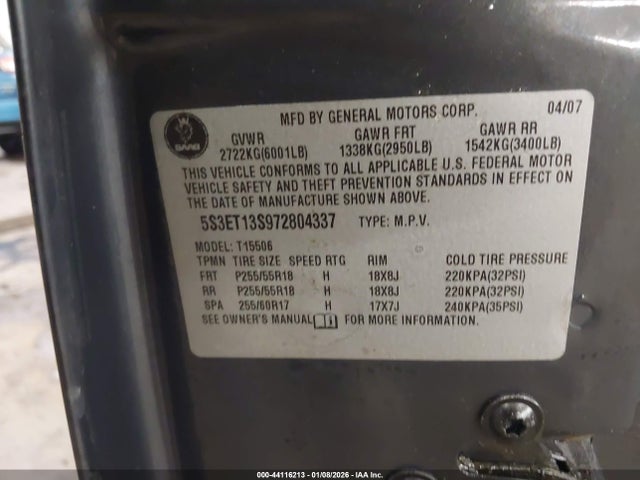 SAAB
MFD BY GENERAL MOTORS CORP. 04/07
GVWR GAWR FRT GAWR RR
2722KG(6001LB) 1338KG(2950LB) 1542KG(3400LB)
THIS VEHICLE CONFORMS TO ALL APPLICABLE U.S. FEDERAL MOTOR
VEHICLE SAFETY AND THEFT PREVENTION STANDARDS IN EFFECT ON
THE DATE OF MANUFACTURE SHOWN ABOVE.
5S3ET13S972804337 TYPE: M.P.V.
MODEL: T15506
TPMN TIRE SIZE SPEED RTG RIM COLD TIRE PRESSURE
FRT P255/55R18 H 18X8J 220KPA(32PSI)
RR P255/55R18 H 18X8J 220KPA(32PSI)
SPA 255/60R17 H 17X7J 240KPA(35PSI)
SEE OWNER'S MANUAL FOR MORE INFORMATION.
000-44116213 - 01/08/2026 - IAA Inc.